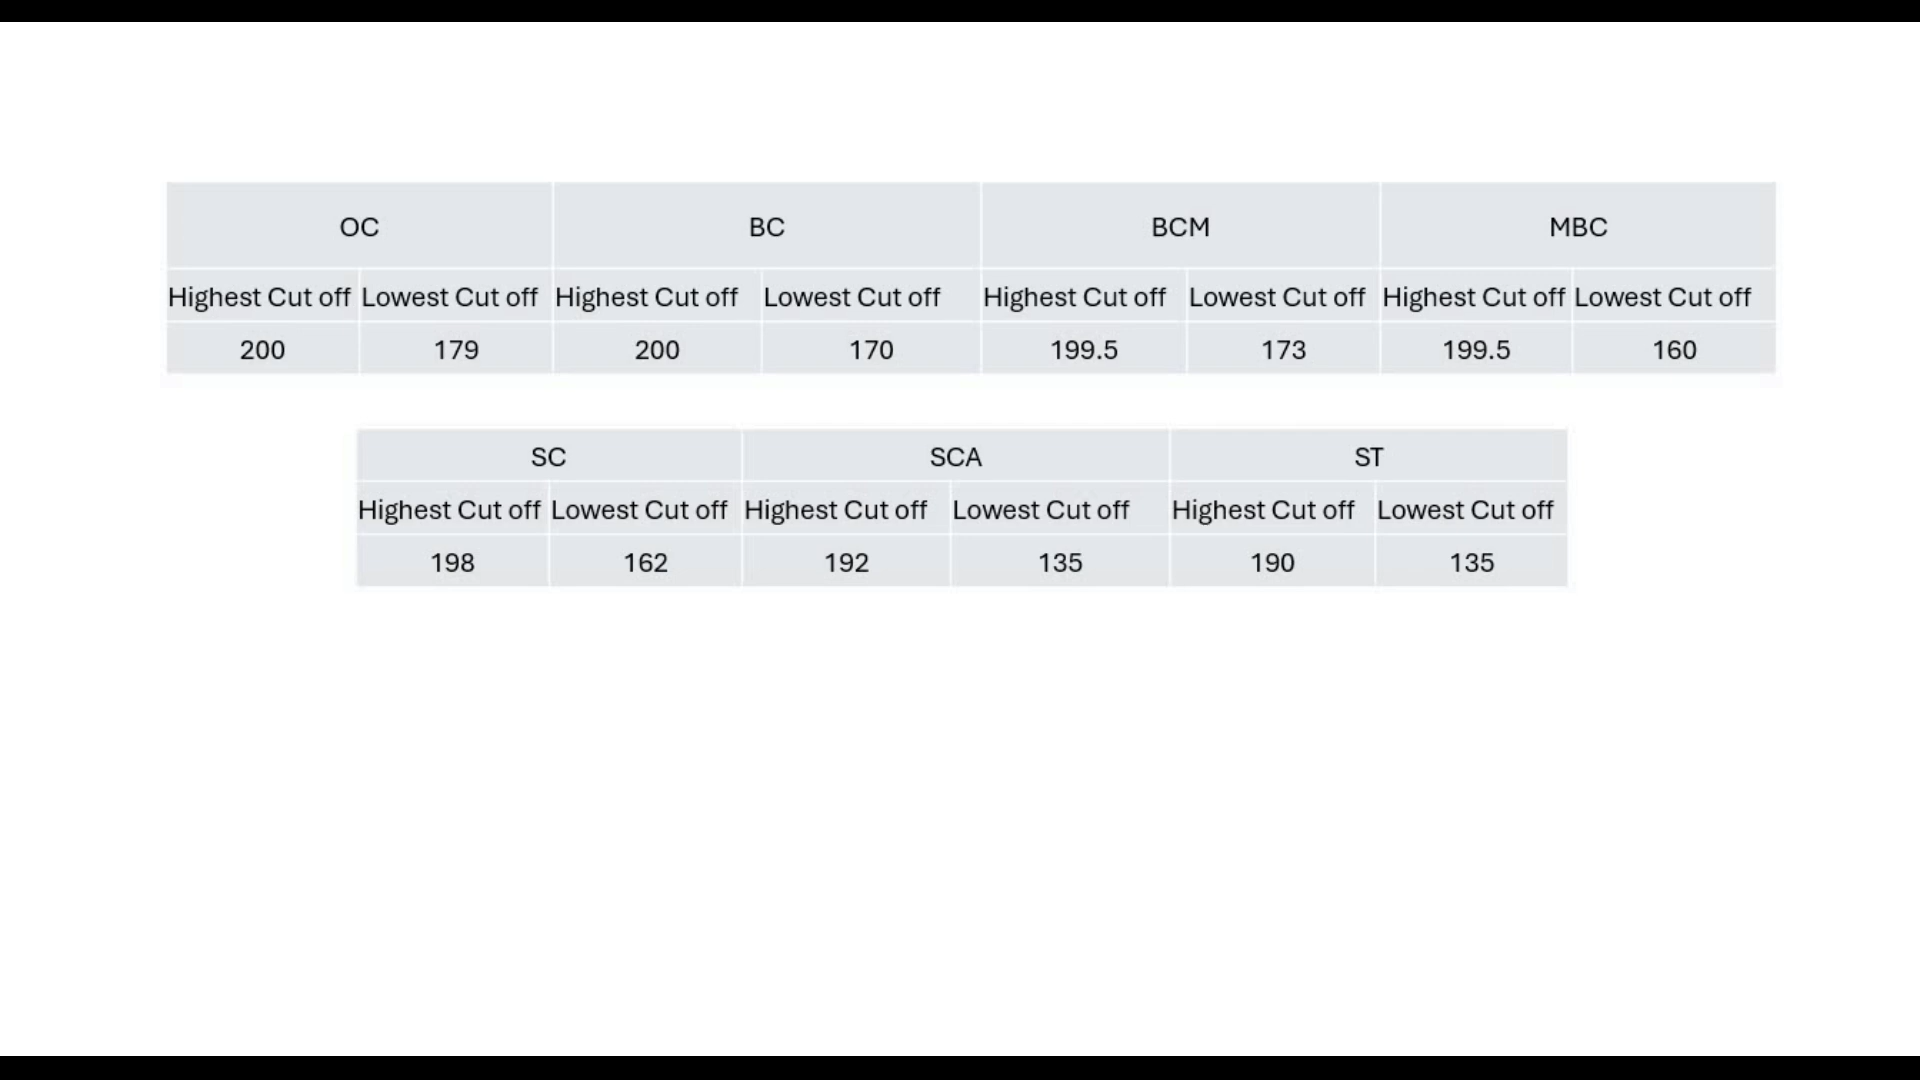 OC BC BCM MBC
Highest Cut off Lowest Cut off Highest Cut off Lowest Cut off Highest Cut off Lowest Cut off Highest Cut off Lowest Cut off
200 179 200 170 199.5 173 199.5 160
SC SCA ST
Highest Cut off Lowest Cut off Highest Cut off Lowest Cut off Highest Cut off Lowest Cut off
198 162 192 135 190 135